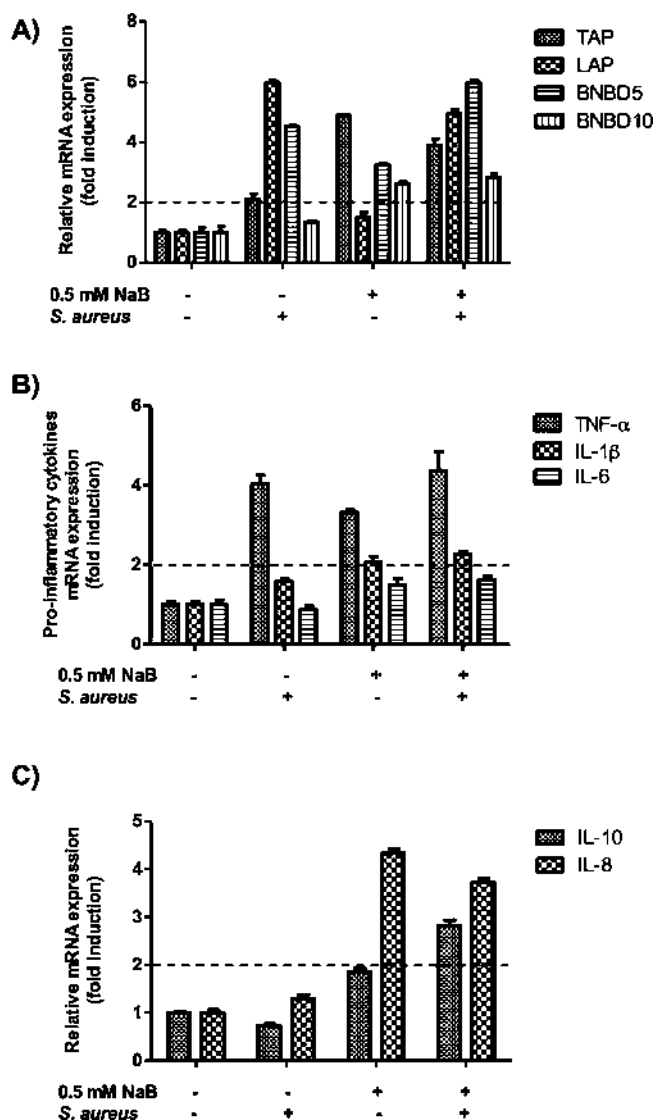 A)
Relative mRNA expression
(fold induction)
8
6
4
2
0
TAP
LAP
BNBD5
BNBD10
0.5 mM NaB - - + +
S. aureus - + - +
B)
Pro-inflammatory cytokines
mRNA expression
(fold induction)
6
4
2
0
TNF-α
IL-1β
IL-6
0.5 mM NaB - - + +
S. aureus - + - +
C)
Relative mRNA expression
(fold induction)
5
4
3
2
1
0
IL-10
IL-8
0.5 mM NaB - - + +
S. aureus - + - +